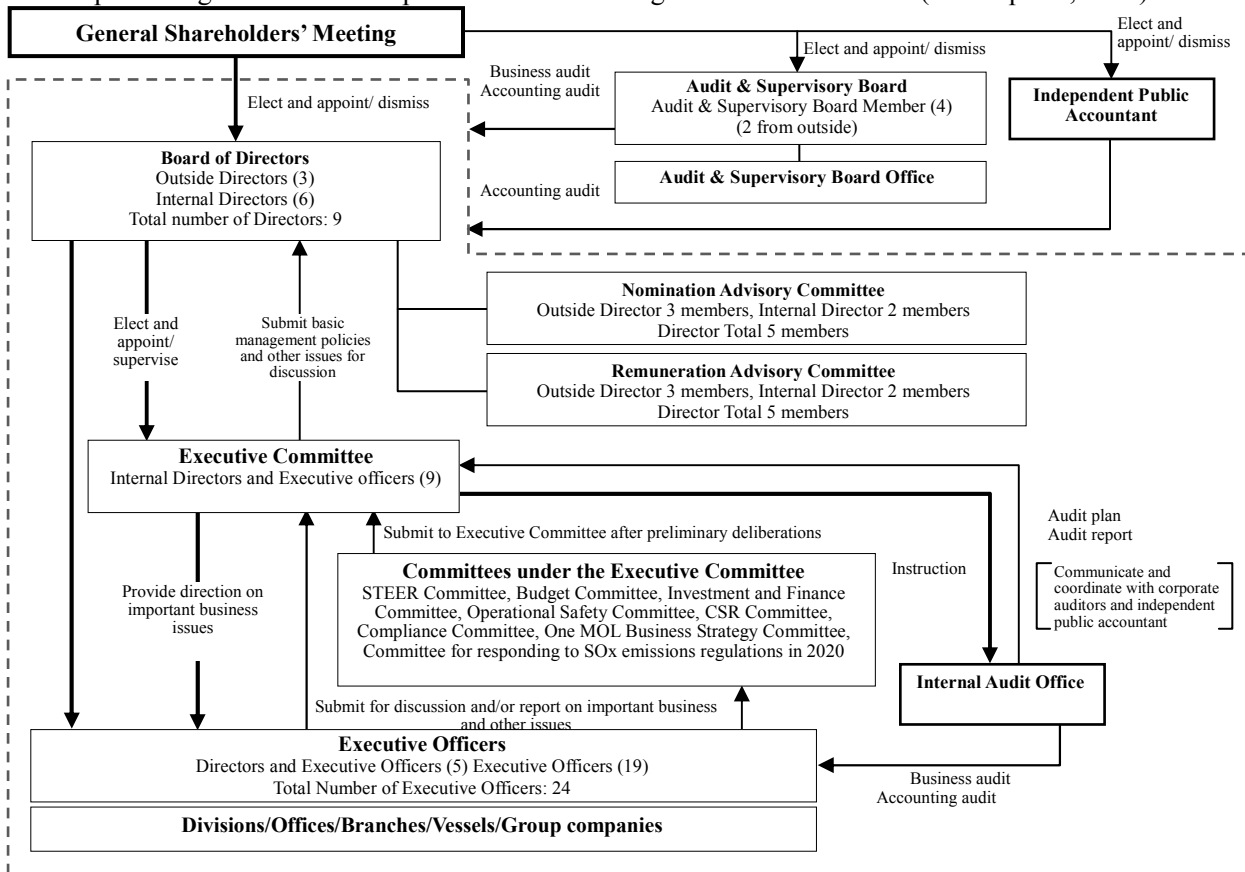 General Shareholders' Meeting
Elect and
appoint/ dismiss
Elect and appoint/ dismiss
Business audit
Accounting audit
Audit & Supervisory Board
Audit & Supervisory Board Member (4)
(2 from outside)
Independent Public
Accountant
Elect and appoint/ dismiss
Board of Directors
Outside Directors (3)
Internal Directors (6)
Total number of Directors: 9
Audit & Supervisory Board Office
Accounting audit
Nomination Advisory Committee
Outside Director 3 members, Internal Director 2 members
Director Total 5 members
Elect and
appoint/
supervise
Submit basic
management policies
and other issues for
discussion
Remuneration Advisory Committee
Outside Director 3 members, Internal Director 2 members
Director Total 5 members
Executive Committee
Internal Directors and Executive officers (9)
Submit to Executive Committee after preliminary deliberations
Audit plan
Audit report
Communicate and
coordinate with corporate
auditors and independent
public accountant
Instruction
Provide direction on
important business
issues
Committees under the Executive Committee
STEER Committee, Budget Committee, Investment and Finance
Committee, Operational Safety Committee, CSR Committee,
Compliance Committee, One MOL Business Strategy Committee,
Committee for responding to SOx emissions regulations in 2020
Internal Audit Office
Submit for discussion and/or report on important business
and other issues
Executive Officers
Directors and Executive Officers (5) Executive Officers (19)
Total Number of Executive Officers: 24
Business audit
Accounting audit
Divisions/Offices/Branches/Vessels/Group companies